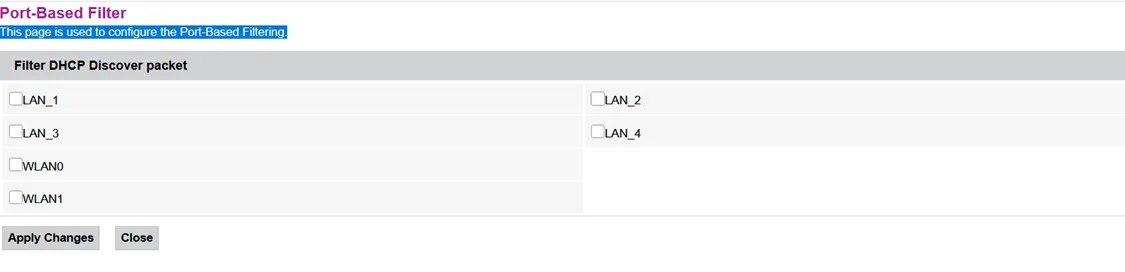 Port-Based Filter
This page is used to configure the Port-Based Filtering.
Filter DHCP Discover packet
LAN_1
LAN_2
LAN_3
LAN_4
WLAN0
WLAN1
Apply Changes
Close